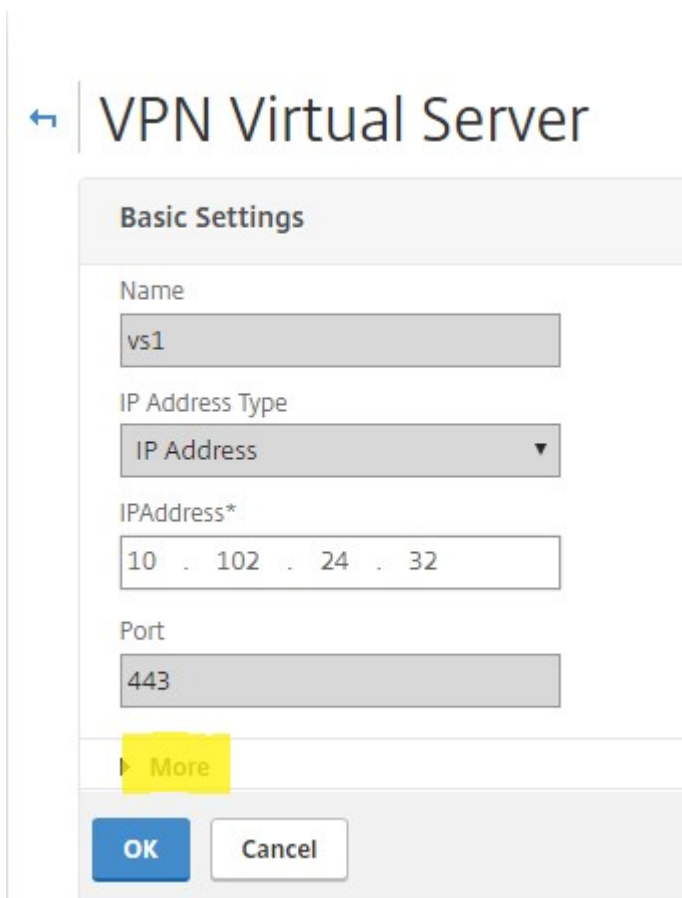 VPN Virtual Server
Basic Settings
Name
vs1
IP Address Type
IP Address
IPAddress*
10 . 102 . 24 . 32
Port
443
More
OK Cancel